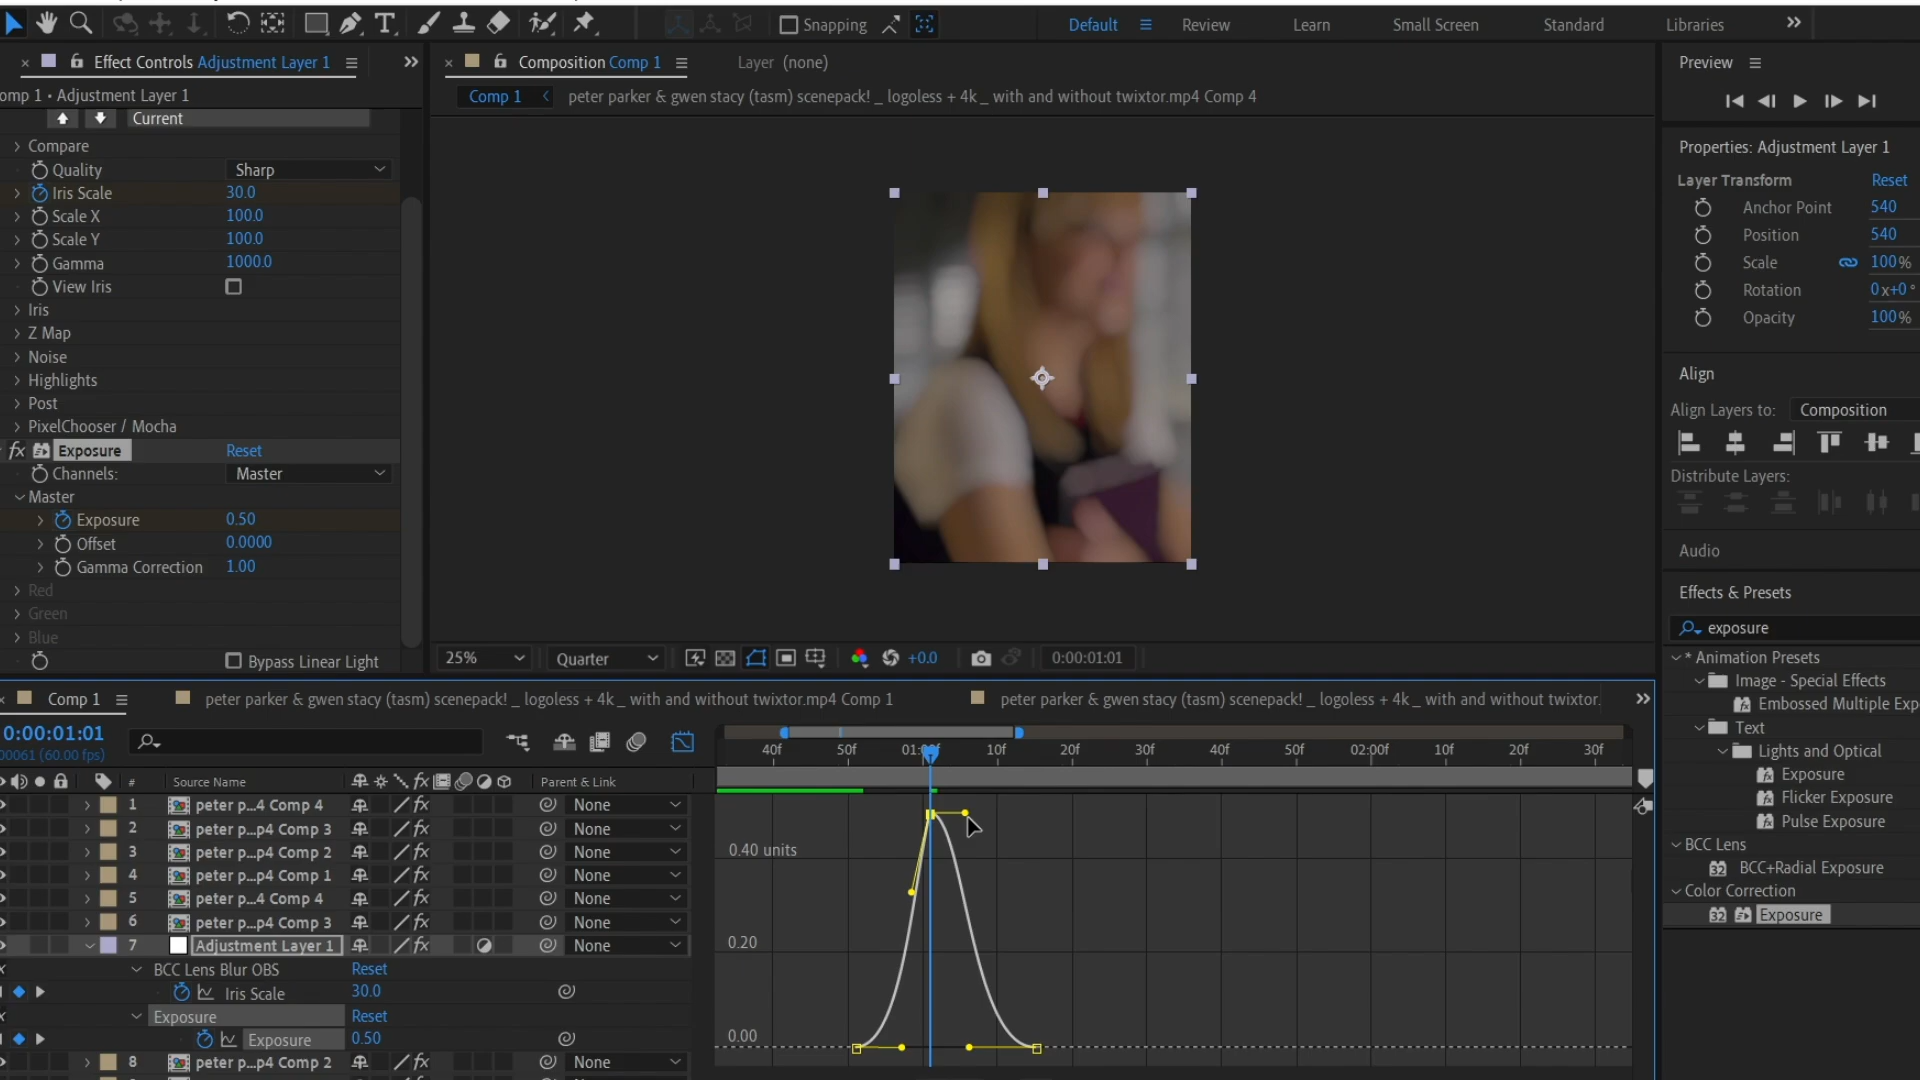 Snapping
Default
Review
Learn
Small Screen
Standard
Libraries
Effect Controls Adjustment Layer 1
Composition Comp 1
Layer (none)
Preview
omp 1 • Adjustment Layer 1
Comp 1
peter parker & gwen stacy (tasm) scenepack! _ logoless + 4k _ with and without twixtor.mp4 Comp 4
Current
Compare
Quality
Sharp
Iris Scale
30.0
Scale X
100.0
Scale Y
100.0
Gamma
1000.0
View Iris
Iris
Z Map
Noise
Highlights
Post
PixelChooser / Mocha
fx Exposure
Reset
Channels:
Master
Master
Exposure
0.50
Offset
0.0000
Gamma Correction
1.00
Red
Green
Blue
Bypass Linear Light
Properties: Adjustment Layer 1
Layer Transform
Reset
Anchor Point
540
Position
540
Scale
100%
Rotation
0x+0°
Opacity
100%
Align
Align Layers to:
Composition
Distribute Layers:
Audio
Effects & Presets
exposure
* Animation Presets
Image - Special Effects
Embossed Multiple Exp
Text
Lights and Optical
Exposure
Flicker Exposure
Pulse Exposure
BCC Lens
32 BCC+Radial Exposure
Color Correction
32 Exposure
25%
Quarter
+0.0
0:00:01:01
Comp 1
peter parker & gwen stacy (tasm) scenepack! _ logoless + 4k _ with and without twixtor.mp4 Comp 1
peter parker & gwen stacy (tasm) scenepack! _ logoless + 4k _ with and without twixtor.
0:00:01:01
00061 (60.00 fps)
40f
50f
01:00f
10f
20f
30f
40f
50f
02:00f
10f
20f
30f
#
Source Name
fx
Parent & Link
1 peter p...4 Comp 4 fx None
2 peter p...p4 Comp 3 fx None
3 peter p...p4 Comp 2 fx None
4 peter p...p4 Comp 1 fx None
5 peter p...4 Comp 4 fx None
6 peter p...p4 Comp 3 fx None
7 Adjustment Layer 1 fx None
BCC Lens Blur OBS Reset
Iris Scale 30.0
Exposure Reset
Exposure 0.50
8 peter p...p4 Comp 2 fx None
0.40 units
0.20
0.00